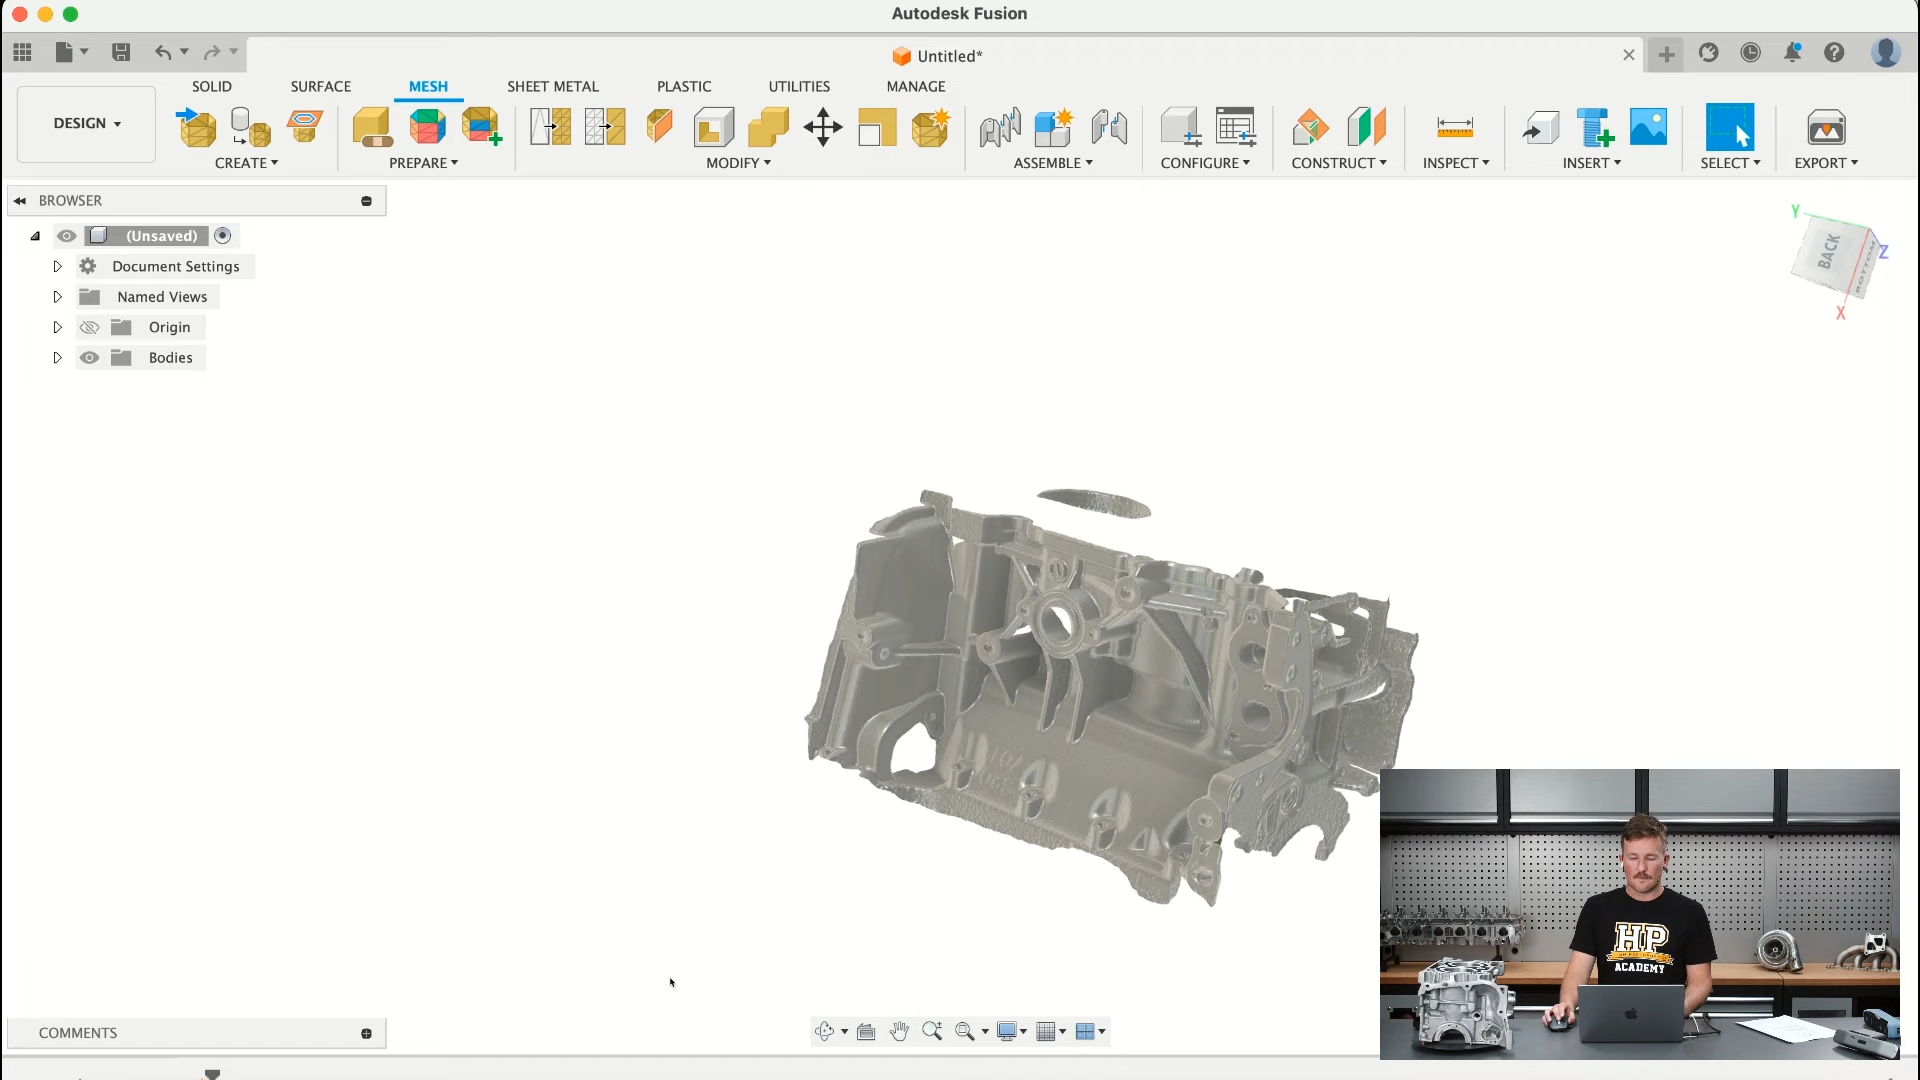 Autodesk Fusion
Untitled*
SOLID SURFACE MESH SHEET METAL PLASTIC UTILITIES MANAGE
DESIGN
CREATE PREPARE MODIFY ASSEMBLE CONFIGURE CONSTRUCT INSPECT INSERT SELECT EXPORT
BROWSER
(Unsaved)
Document Settings
Named Views
Origin
Bodies
Y
BACK
BOTTOM
Z
X
HP
ACADEMY
COMMENTS